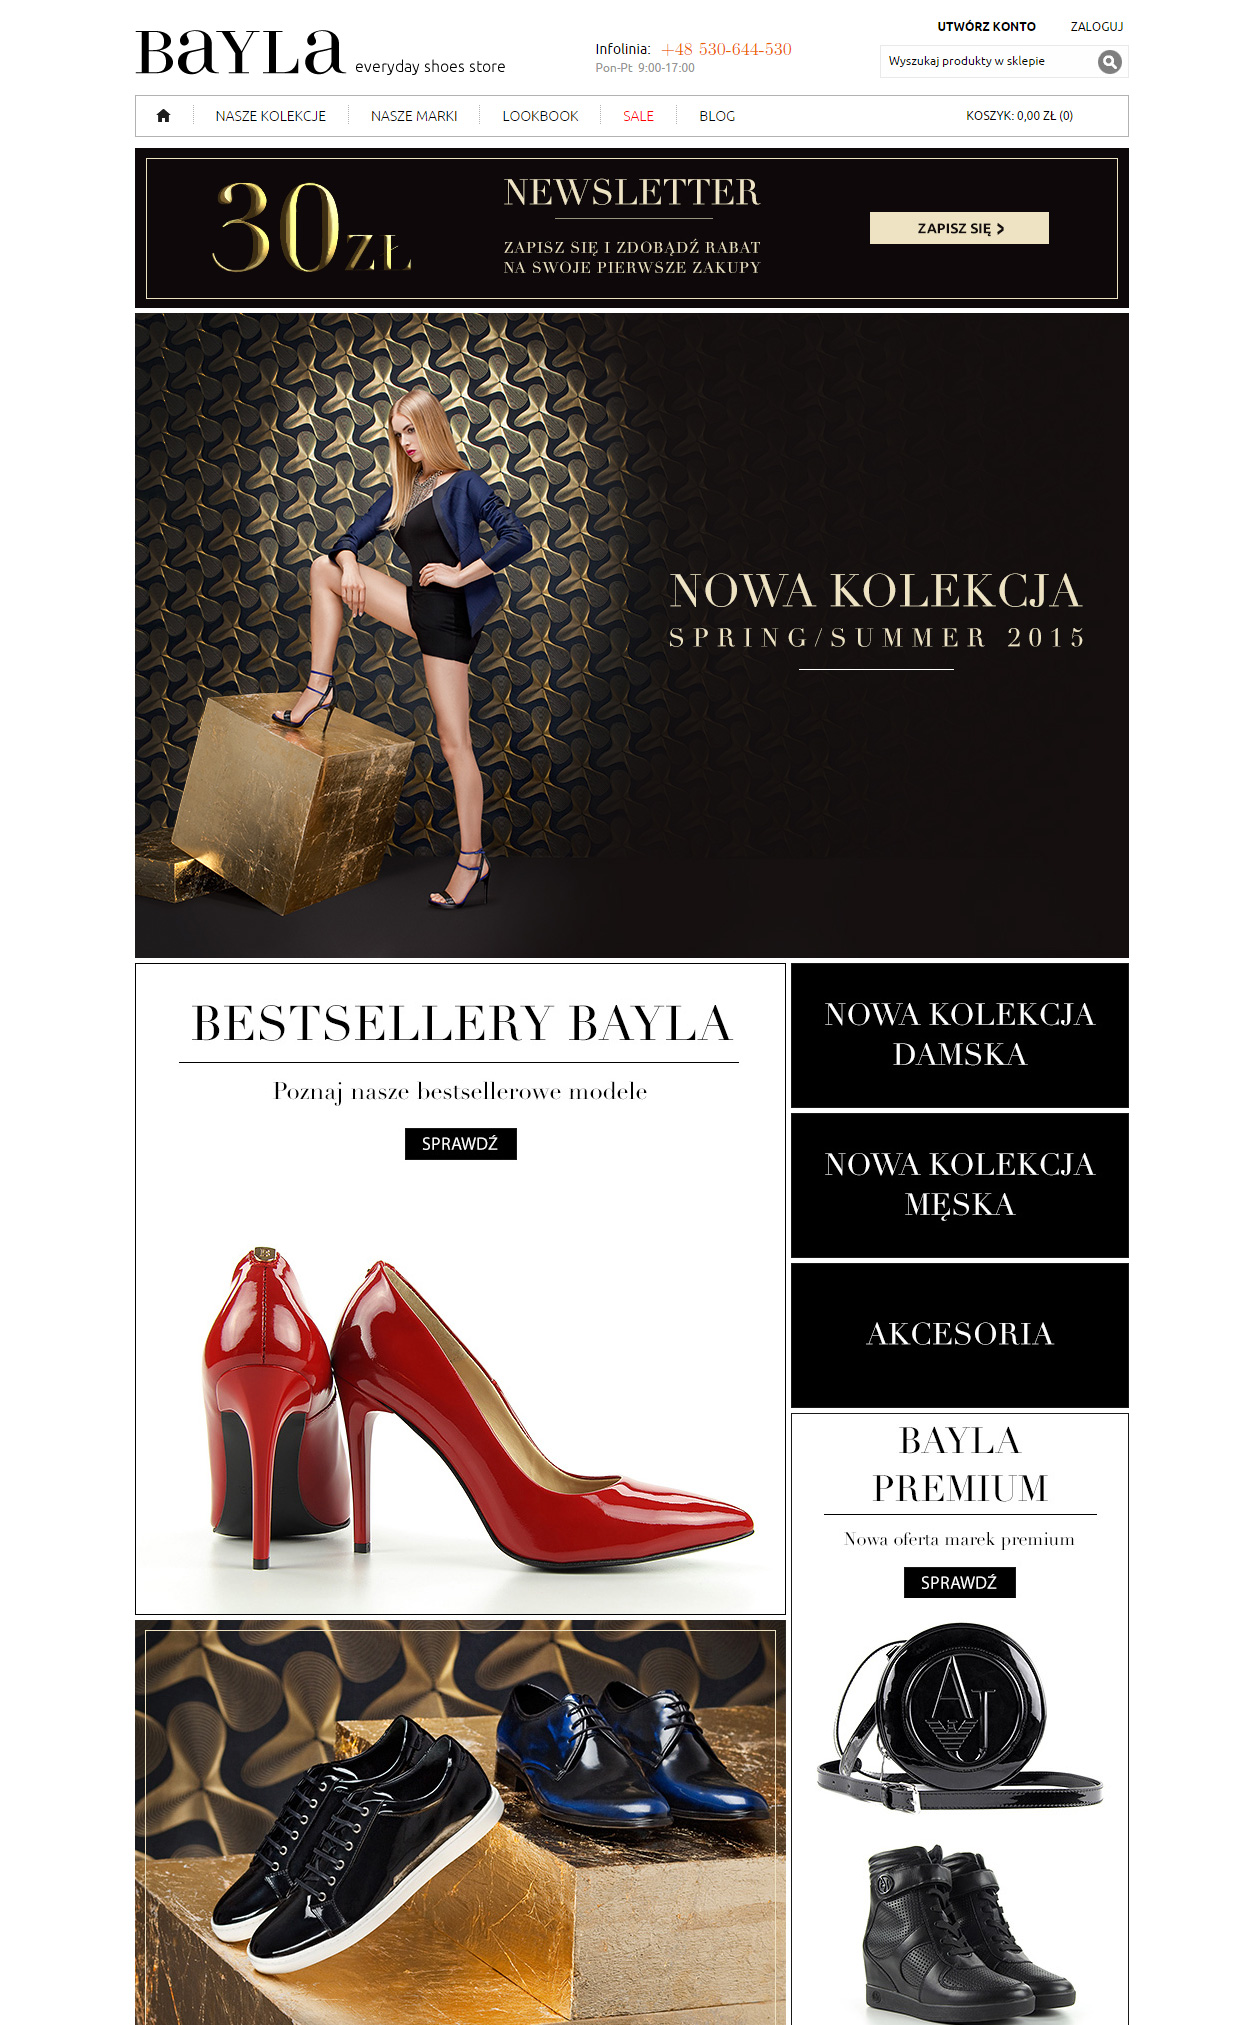 BAYLA everyday shoes store
Infolinia: +48 530-644-530
Pon-Pt 9:00-17:00
UTWÓRZ KONTO ZALOGUJ
Wyszukaj produkty w sklepie
NASZE KOLEKCJE NASZE MARKI LOOKBOOK SALE BLOG KOSZYK: 0,00 ZŁ (0)
30 ZŁ
NEWSLETTER
ZAPISZ SIĘ I ZDOBĄDŹ RABAT
NA SWOJE PIERWSZE ZAKUPY
ZAPISZ SIĘ >
NOWA KOLEKCJA
SPRING/SUMMER 2015
BESTSELLERY BAYLA
Poznaj nasze bestsellerowe modele
SPRAWDŹ
NOWA KOLEKCJA
DAMSKA
NOWA KOLEKCJA
MĘSKA
AKCESORIA
BAYLA
PREMIUM
Nowa oferta marek premium
SPRAWDŹ
AJ